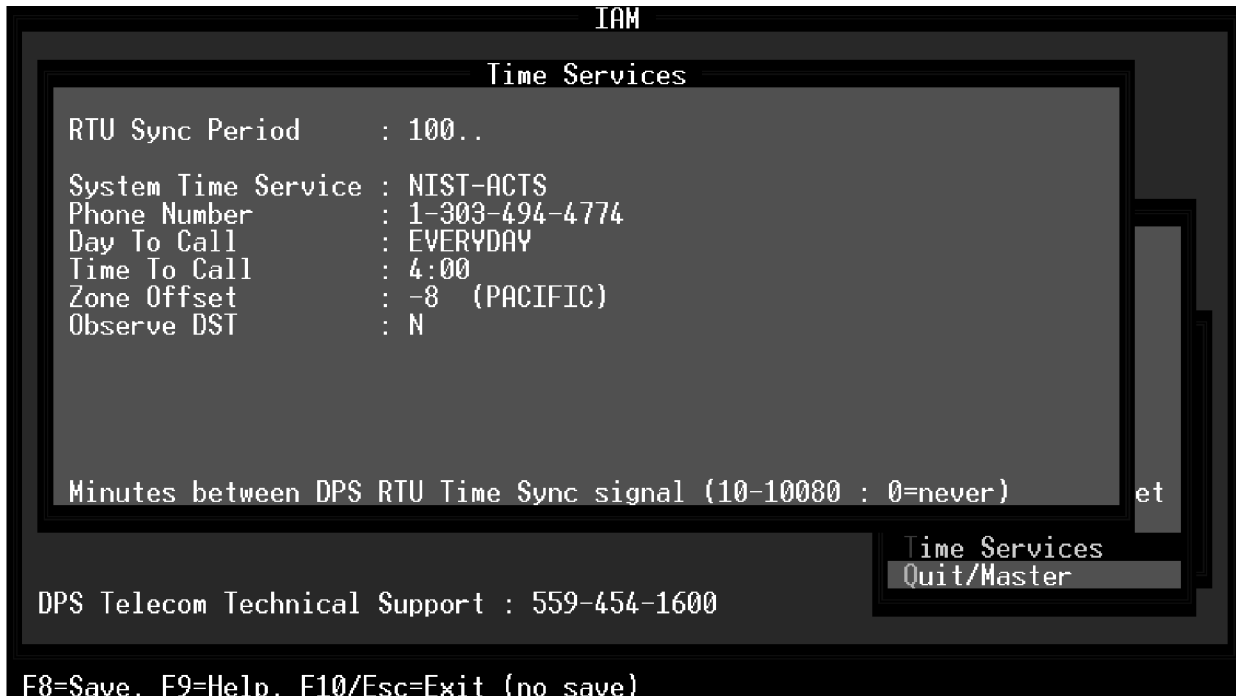 IAM
Time Services
RTU Sync Period : 100..
System Time Service : NIST-ACTS
Phone Number : 1-303-494-4774
Day To Call : EVERYDAY
Time To Call : 4:00
Zone Offset : -8 (PACIFIC)
Observe DST : N
Minutes between DPS RTU Time Sync signal (10-10080 : 0=never)
et
Time Services
Quit/Master
DPS Telecom Technical Support : 559-454-1600
F8=Save, F9=Help, F10/Esc=Exit (no save)